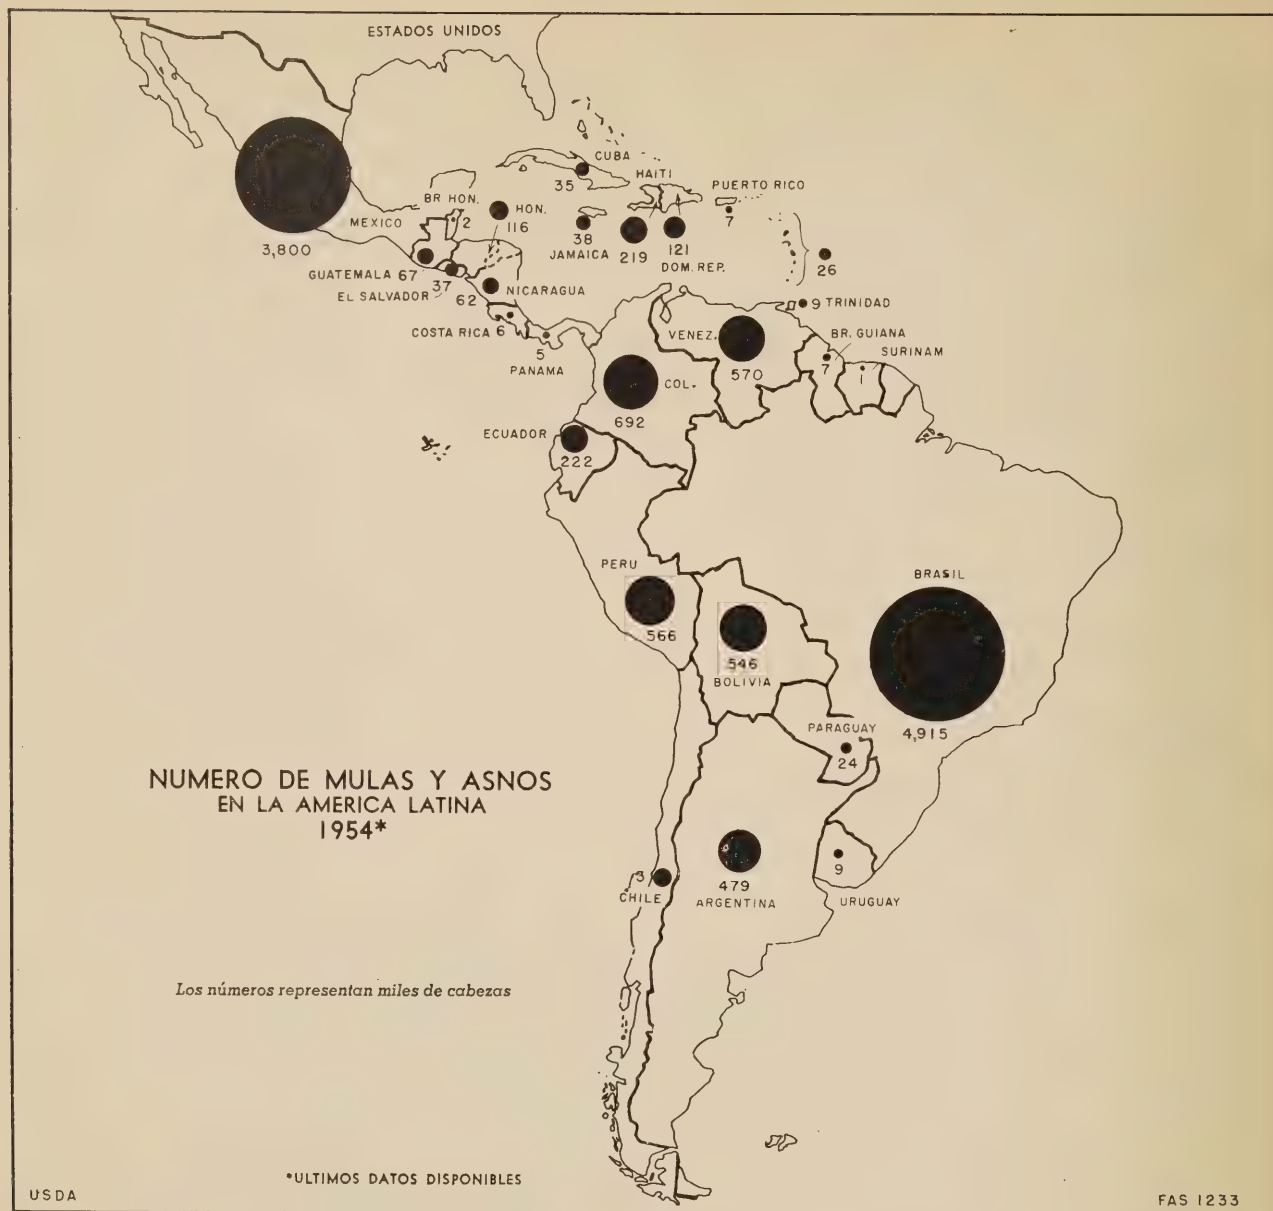 ESTADOS UNIDOS
CUBA
35
HAITI
PUERTO RICO
7
BR HON.
2
HON.
116
MEXICO
3,800
38
JAMAICA
219
121
DOM. REP.
26
GUATEMALA 67
37
EL SALVADOR
62
NICARAGUA
9 TRINIDAD
COSTA RICA 6
5
PANAMA
VENEZ.
570
BR. GUIANA
7
SURINAM
1
COL.
692
ECUADOR
222
PERU
566
546
BOLIVIA
BRASIL
4,915
PARAGUAY
24
NUMERO DE MULAS Y ASNOS
EN LA AMERICA LATINA
1954*
3
CHILE
479
ARGENTINA
9
URUGUAY
Los números representan miles de cabezas
*ULTIMOS DATOS DISPONIBLES
USDA
FAS 1233